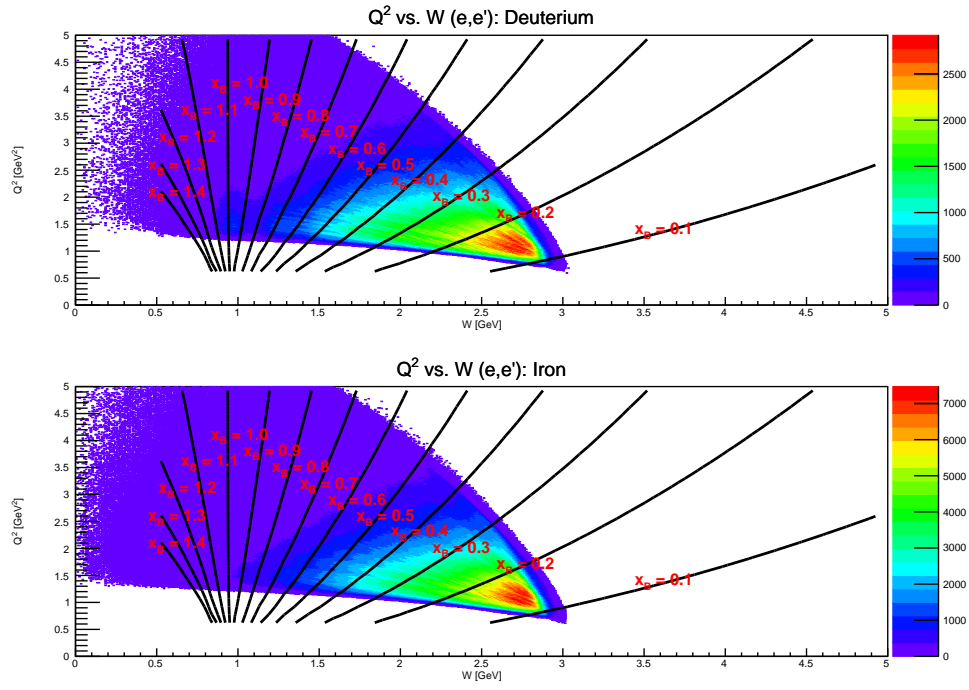 Q² vs. W (e,e'): Deuterium
5
4.5
4
3.5
3
2.5
2
1.5
1
0.5
0
Q² [GeV²]
x_B = 1.0
x_B = 0.9
x_B = 1.1
x_B = 0.8
x_B = 1.2
x_B = 0.7
x_B = 0.6
x_B = 1.3
x_B = 0.5
x_B = 0.4
x_B = 1.4
x_B = 0.3
x_B = 0.2
x_B = 0.1
0 0.5 1 1.5 2 2.5 3 3.5 4 4.5 5
W [GeV]
2500
2000
1500
1000
500
0
Q² vs. W (e,e'): Iron
5
4.5
4
3.5
3
2.5
2
1.5
1
0.5
0
Q² [GeV²]
x_B = 1.0
x_B = 0.9
x_B = 1.1
x_B = 0.8
x_B = 1.2
x_B = 0.7
x_B = 0.6
x_B = 1.3
x_B = 0.5
x_B = 0.4
x_B = 1.4
x_B = 0.3
x_B = 0.2
x_B = 0.1
0 0.5 1 1.5 2 2.5 3 3.5 4 4.5 5
W [GeV]
7000
6000
5000
4000
3000
2000
1000
0